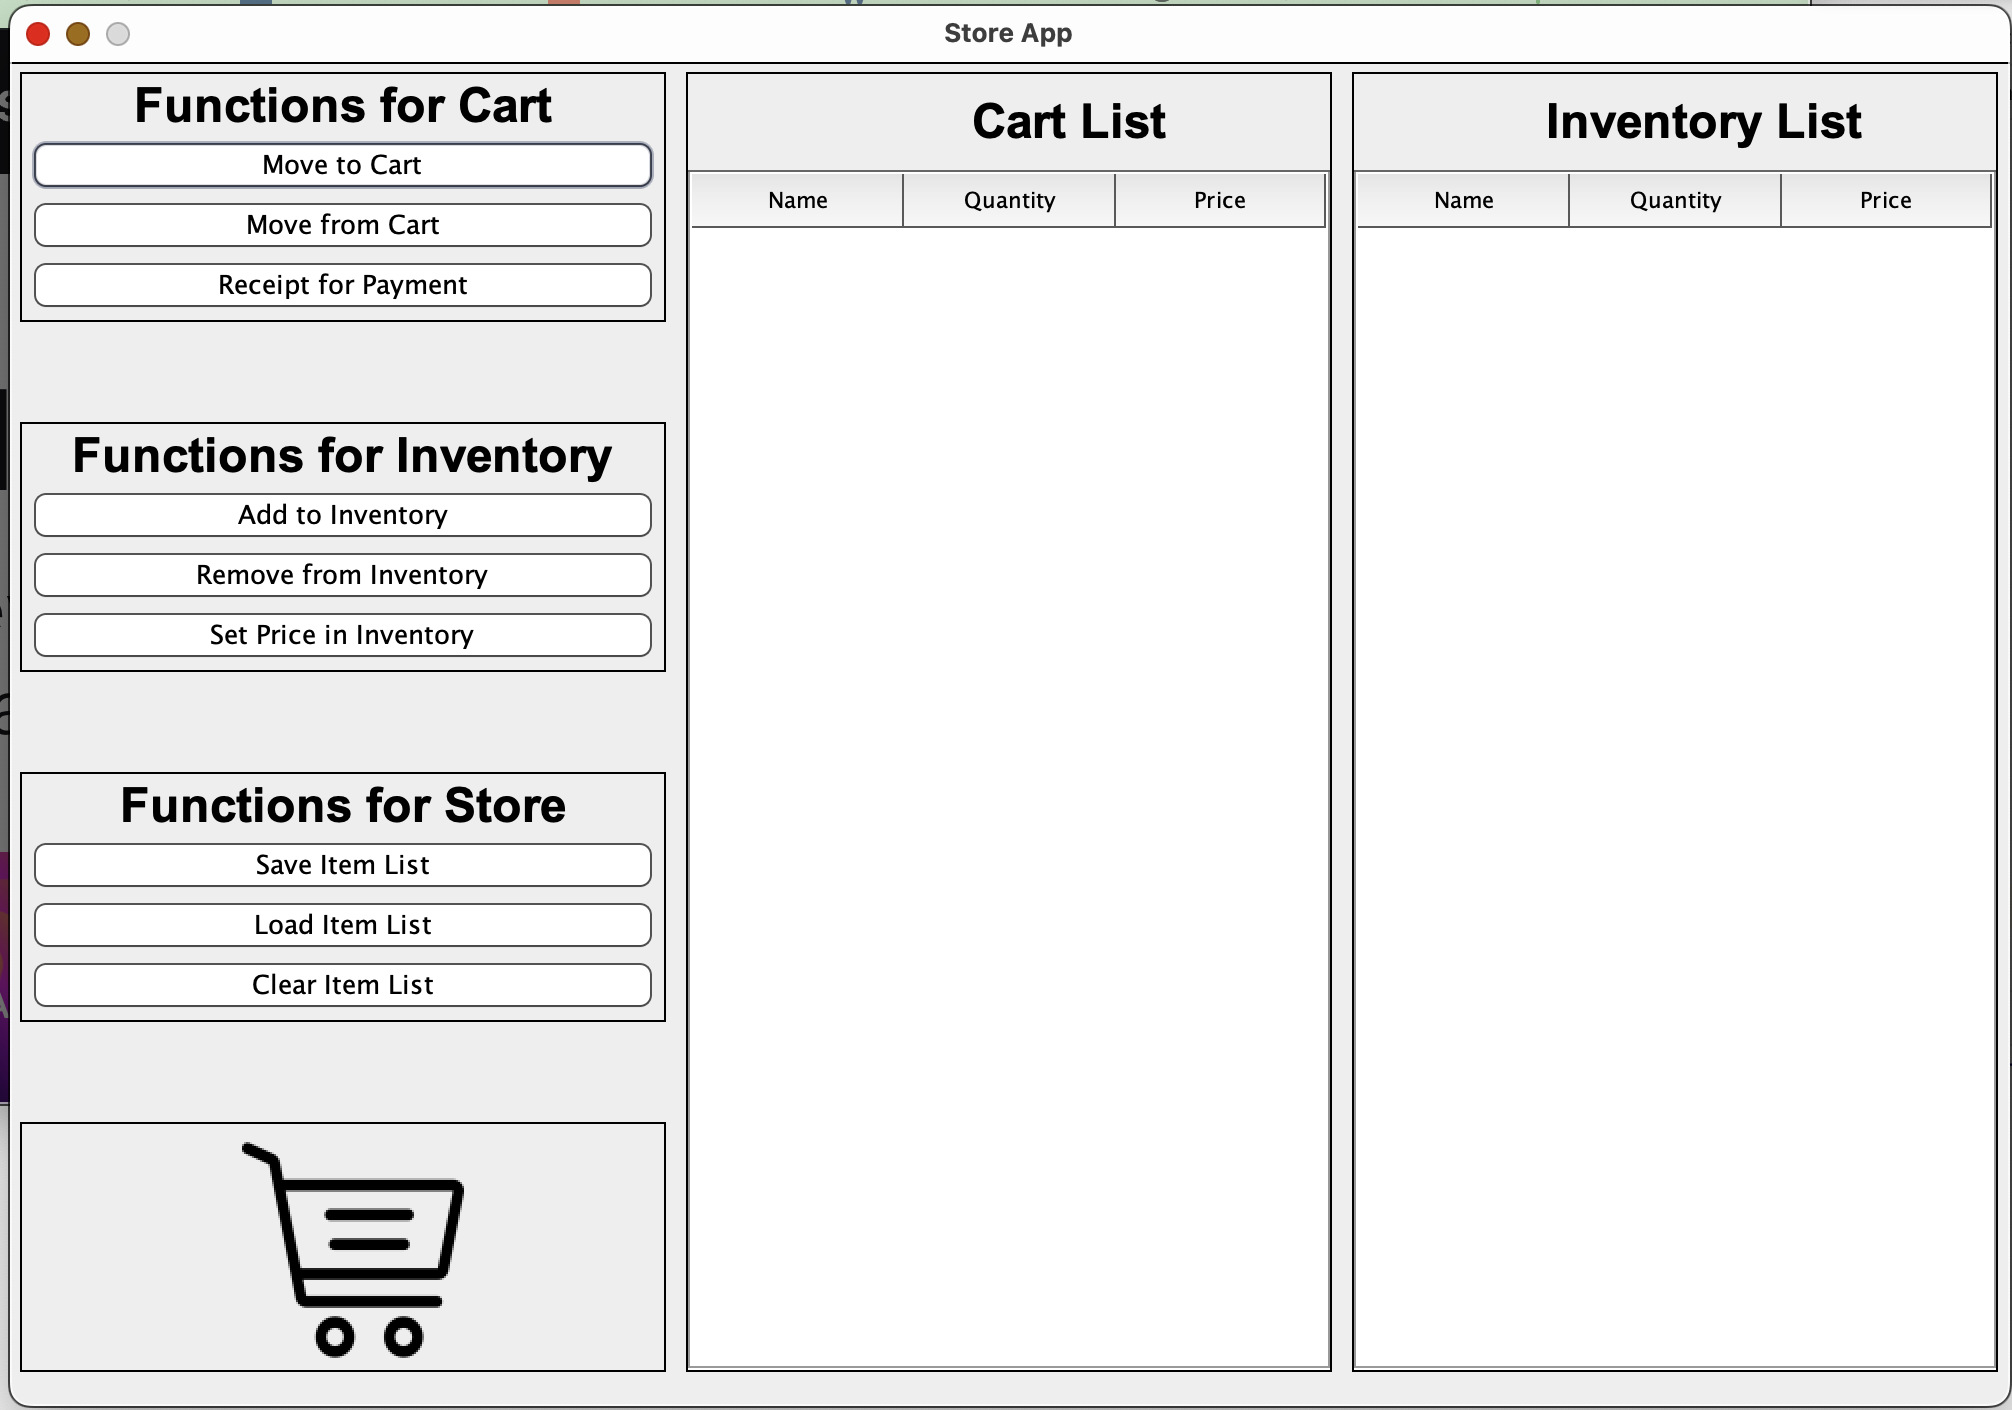 Store App
Functions for Cart
Move to Cart
Move from Cart
Receipt for Payment
Functions for Inventory
Add to Inventory
Remove from Inventory
Set Price in Inventory
Functions for Store
Save Item List
Load Item List
Clear Item List
Cart List
Name Quantity Price
Inventory List
Name Quantity Price